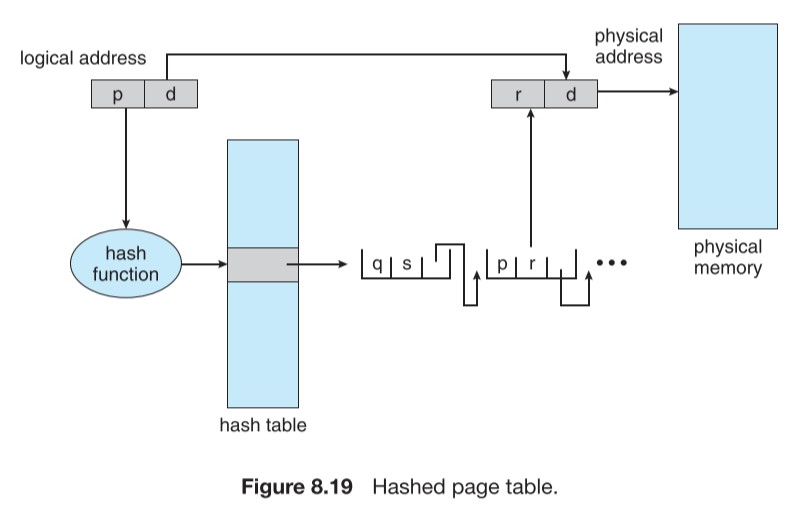 logical address
physical
address
p d
r d
hash
function
q s
p r
•••
physical
memory
hash table
Figure 8.19 Hashed page table.